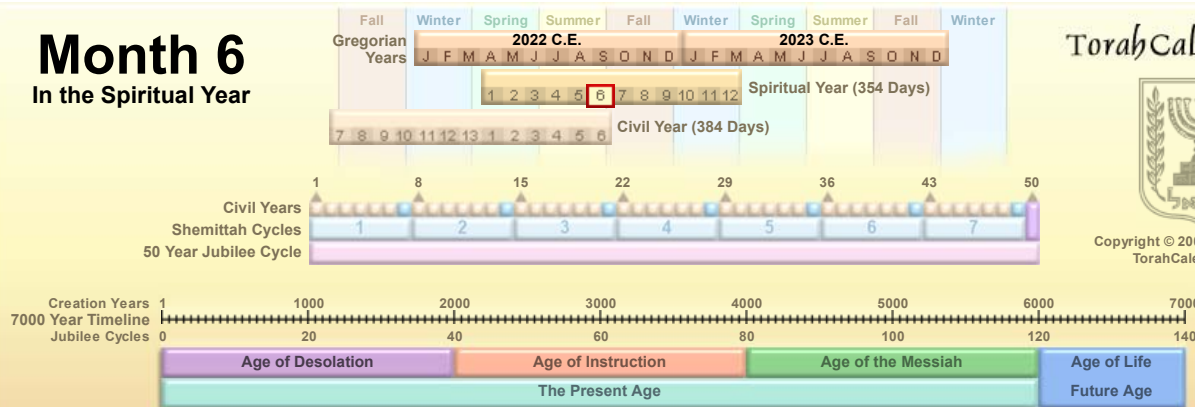 Month 6
In the Spiritual Year
Fall Winter Spring Summer Fall Winter Spring Summer Fall Winter
Gregorian Years
2022 C.E. 2023 C.E.
J F M A M J J A S O N D J F M A M J J A S O N D
1 2 3 4 5 6 7 8 9 10 11 12 Spiritual Year (354 Days)
7 8 9 10 11 12 13 1 2 3 4 5 6 Civil Year (384 Days)
1 8 15 22 29 36 43 50
Civil Years
Shemittah Cycles 1 2 3 4 5 6 7
50 Year Jubilee Cycle
Creation Years 1 1000 2000 3000 4000 5000 6000 7000
7000 Year Timeline
Jubilee Cycles 0 20 40 60 80 100 120 140
Age of Desolation Age of Instruction Age of the Messiah Age of Life
The Present Age Future Age
TorahCal
Copyright © 200
TorahCale